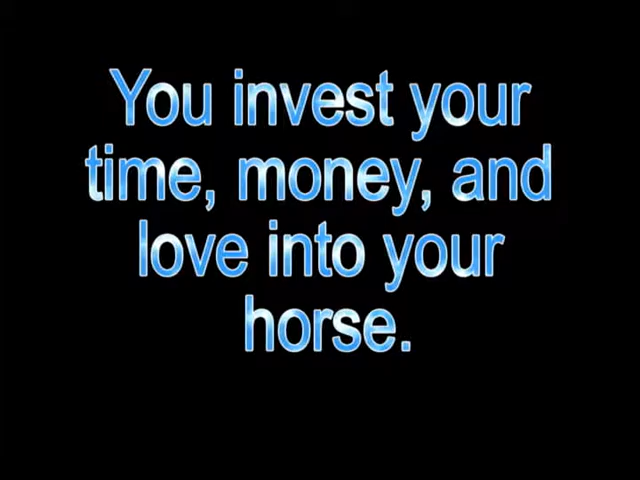 You invest your
time, money, and
love into your
horse.